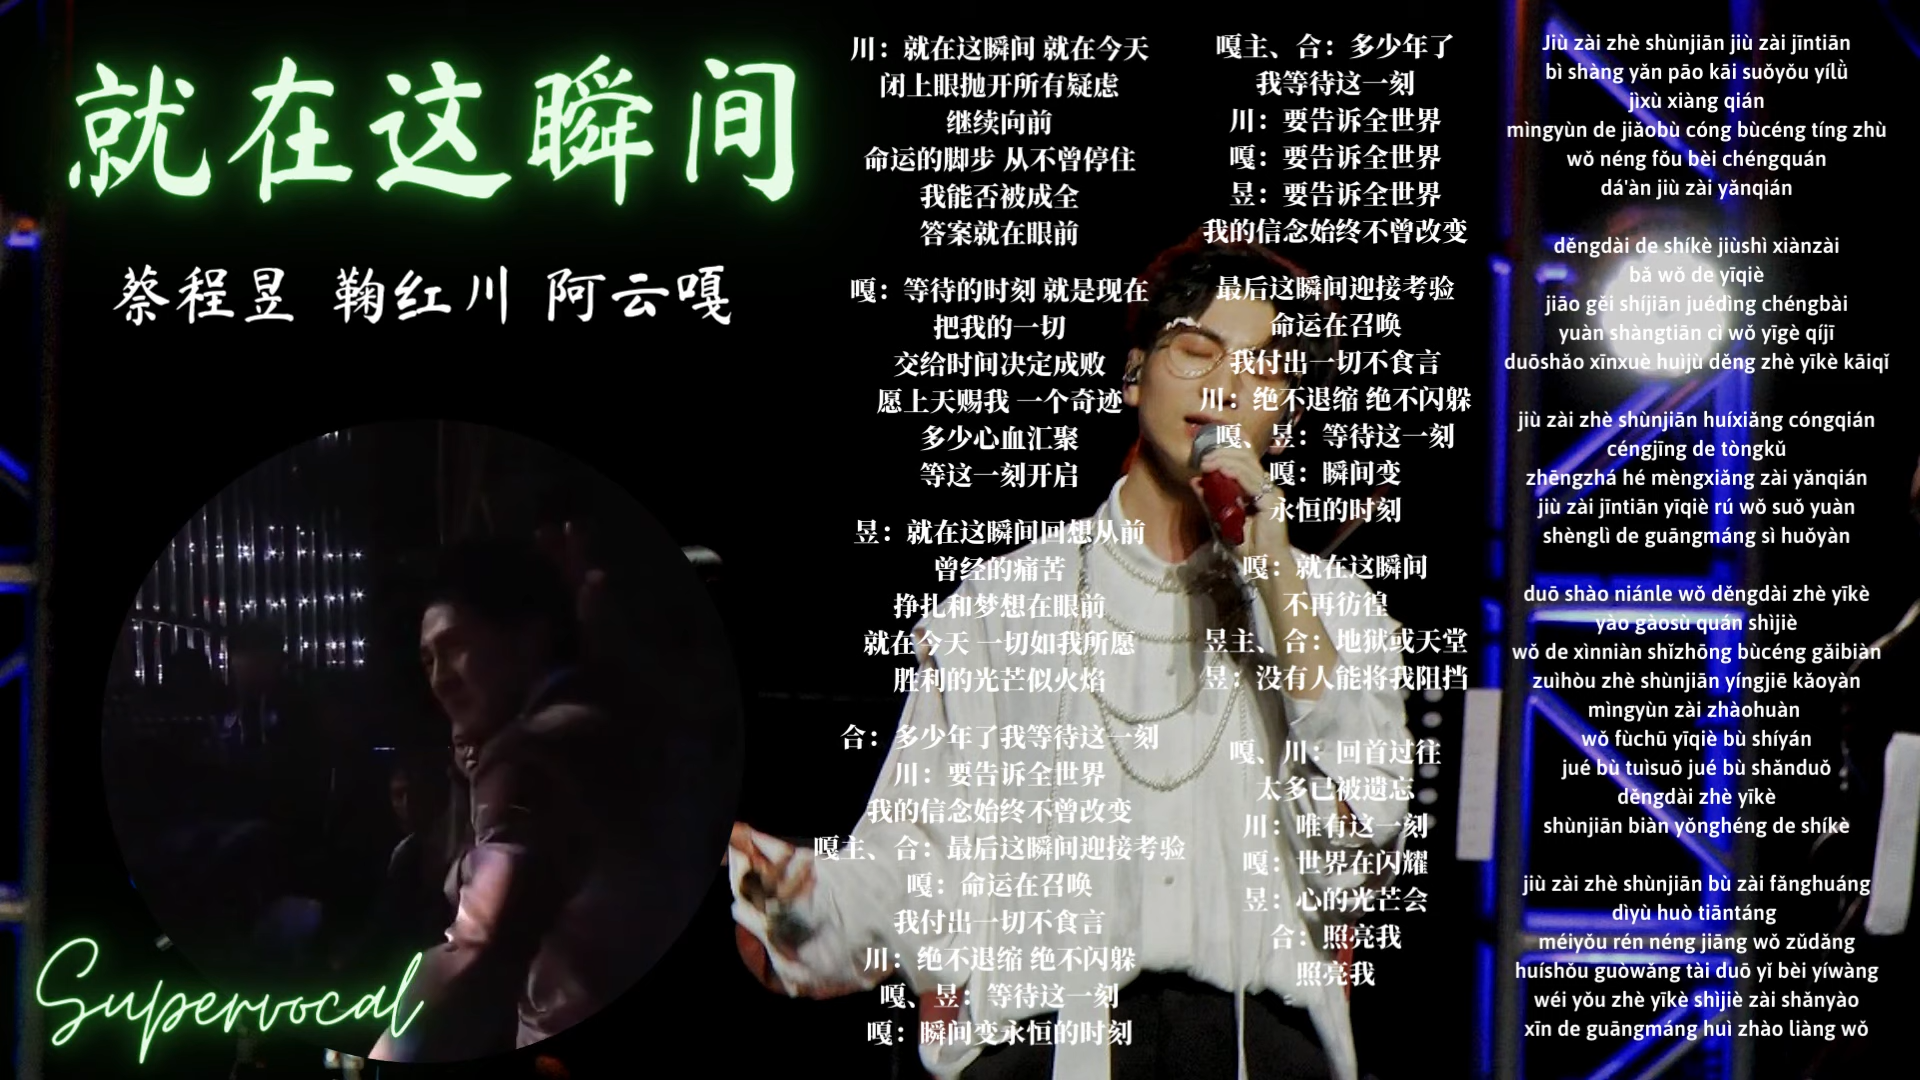 就在这瞬间
蔡程昱 鞠红川 阿云嘎
Supervocal
川：就在这瞬间 就在今天
闭上眼抛开所有疑虑
继续向前
命运的脚步 从不曾停住
我能否被成全
答案就在眼前
嘎：等待的时刻 就是现在
把我的一切
交给时间决定成败
愿上天赐我 一个奇迹
多少心血汇聚
等这一刻开启
昱：就在这瞬间回想从前
曾经的痛苦
挣扎和梦想在眼前
就在今天 一切如我所愿
胜利的光芒似火焰
合：多少年了我等待这一刻
川：要告诉全世界
我的信念始终不曾改变
嘎主、合：最后这瞬间迎接考验
嘎：命运在召唤
我付出一切不食言
川：绝不退缩 绝不闪躲
嘎、昱：等待这一刻
嘎：瞬间变永恒的时刻
嘎主、合：多少年了
我等待这一刻
川：要告诉全世界
嘎：要告诉全世界
昱：要告诉全世界
我的信念始终不曾改变
最后这瞬间迎接考验
命运在召唤
我付出一切不食言
川：绝不退缩 绝不闪躲
嘎、昱：等待这一刻
嘎：瞬间变
永恒的时刻
嘎：就在这瞬间
不再彷徨
昱主、合：地狱或天堂
昱：没有人能将我阻挡
嘎、川：回首过往
太多已被遗忘
川：唯有这一刻
嘎：世界在闪耀
昱：心的光芒会
合：照亮我
照亮我
Jiù zài zhè shùnjiān jiù zài jīntiān
bì shàng yǎn pāo kāi suǒyǒu yílǜ
jìxù xiàng qián
mìngyùn de jiǎobù cóng bùcéng tíng zhù
wǒ néng fǒu bèi chéngquán
dá'àn jiù zài yǎnqián
děngdài de shíkè jiùshì xiànzài
bǎ wǒ de yīqiè
jiāo gěi shíjiān juédìng chéngbài
yuàn shàngtiān cì wǒ yīgè qíjī
duōshǎo xīnxuè huìjù děng zhè yīkè kāiqǐ
jiù zài zhè shùnjiān huíxiǎng cóngqián
céngjīng de tòngkǔ
zhēngzhá hé mèngxiǎng zài yǎnqián
jiù zài jīntiān yīqiè rú wǒ suǒ yuàn
shènglì de guāngmáng sì huǒyàn
duō shào niánle wǒ děngdài zhè yīkè
yào gàosù quán shìjiè
wǒ de xìnniàn shǐzhōng bùcéng gǎibiàn
zuìhòu zhè shùnjiān yíngjiē kǎoyàn
mìngyùn zài zhàohuàn
wǒ fùchū yīqiè bù shíyán
jué bù tuìsuō jué bù shǎnduǒ
děngdài zhè yīkè
shùnjiān biàn yǒnghéng de shíkè
jiù zài zhè shùnjiān bù zài fǎnghuáng
dìyù huò tiāntáng
méiyǒu rén néng jiāng wǒ zǔdǎng
huíshǒu guòwǎng tài duō yǐ bèi yíwàng
wéi yǒu zhè yīkè shìjiè zài shǎnyào
xīn de guāngmáng huì zhào liàng wǒ